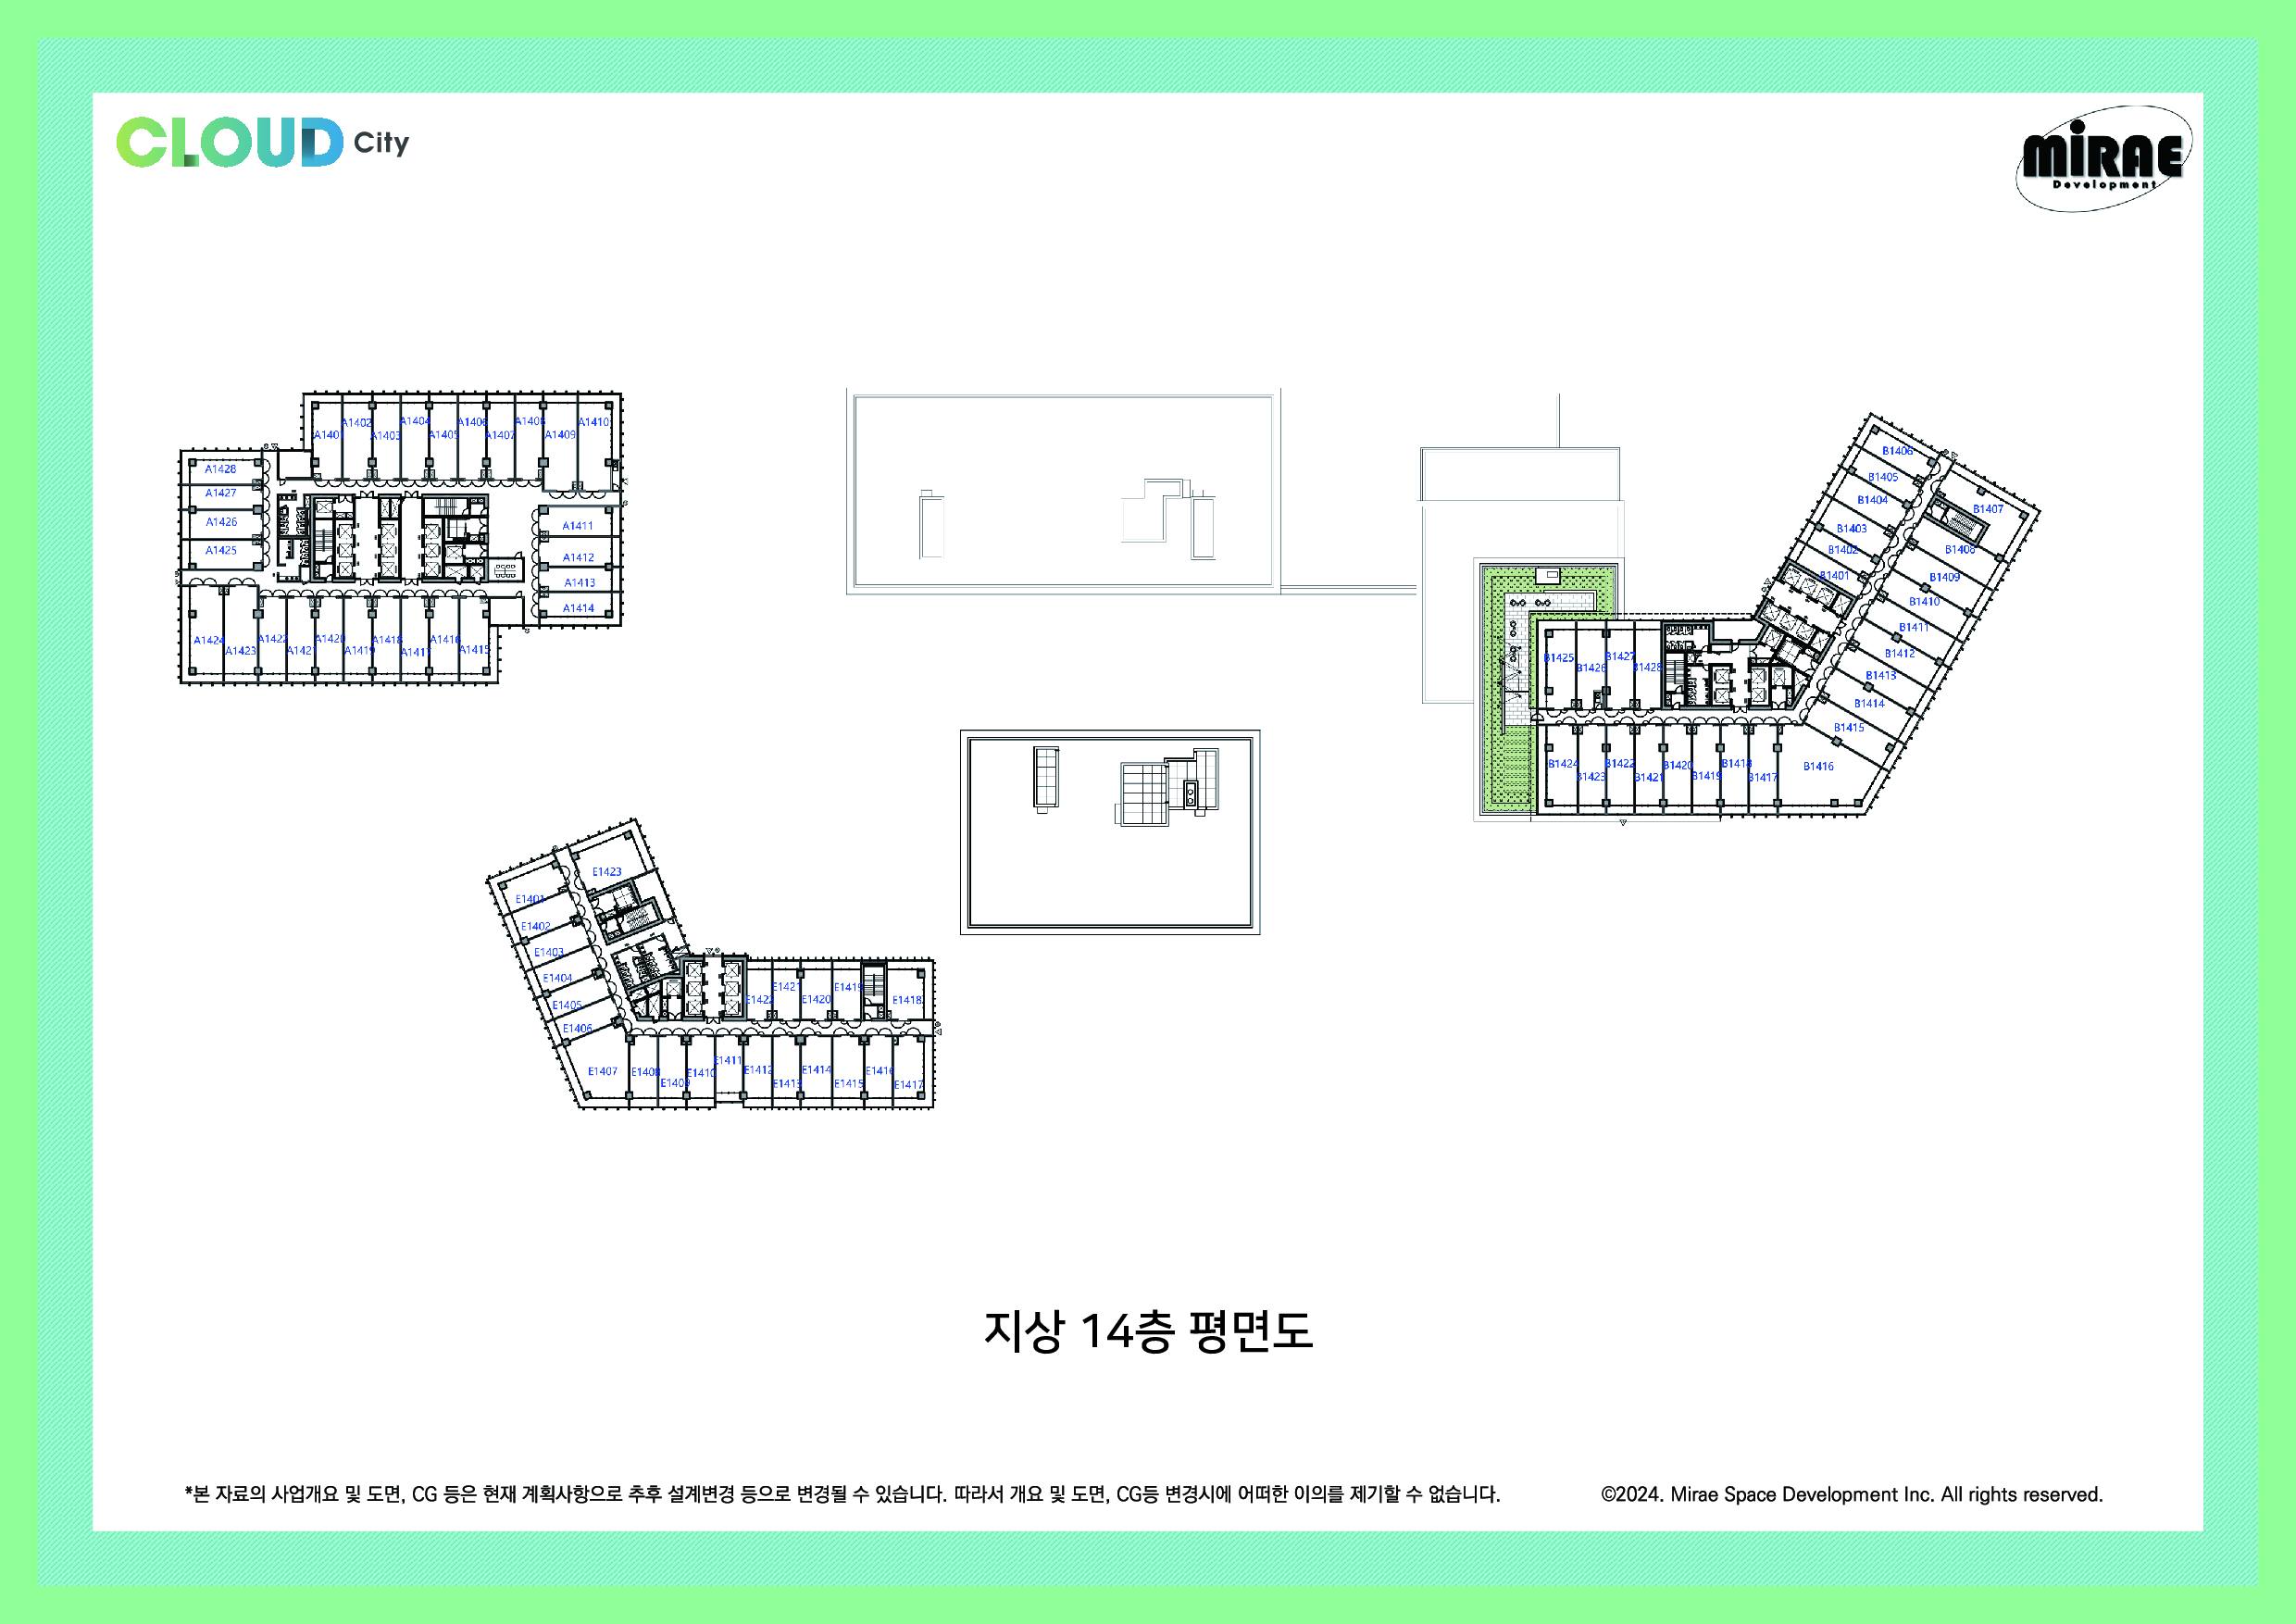 CLOUD City
MiRAE
Development
A1401
A1402
A1403
A1404
A1405
A1406
A1407
A1408
A1409
A1410
A1411
A1412
A1413
A1414
A1415
A1416
A1417
A1418
A1419
A1420
A1421
A1422
A1423
A1424
A1425
A1426
A1427
A1428
B1401
B1402
B1403
B1404
B1405
B1406
B1407
B1408
B1409
B1410
B1411
B1412
B1413
B1414
B1415
B1416
B1417
B1418
B1419
B1420
B1421
B1422
B1423
B1424
B1425
B1426
B1427
B1428
E1401
E1402
E1403
E1404
E1405
E1406
E1407
E1408
E1409
E1410
E1411
E1412
E1413
E1414
E1415
E1416
E1417
E1418
E1419
E1420
E1421
E1422
E1423
지상 14층 평면도
*본 자료의 사업개요 및 도면, CG 등은 현재 계획사항으로 추후 설계변경 등으로 변경될 수 있습니다. 따라서 개요 및 도면, CG등 변경시에 어떠한 이의를 제기할 수 없습니다.
©2024. Mirae Space Development Inc. All rights reserved.